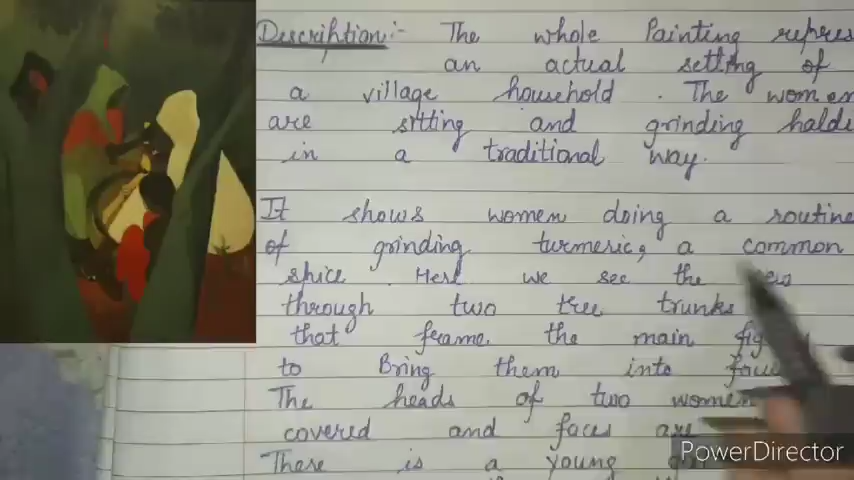 Description:- The whole Painting repres
an actual setting of
a village household. The women
are sitting and grinding haldi
in a traditional way.
It shows women doing a routine
of grinding turmeric, a common
spice. Here we see the
through two tree trunks
that frame the main
to Bring them into
The heads of two women
covered and faces are
There is a young
PowerDirector